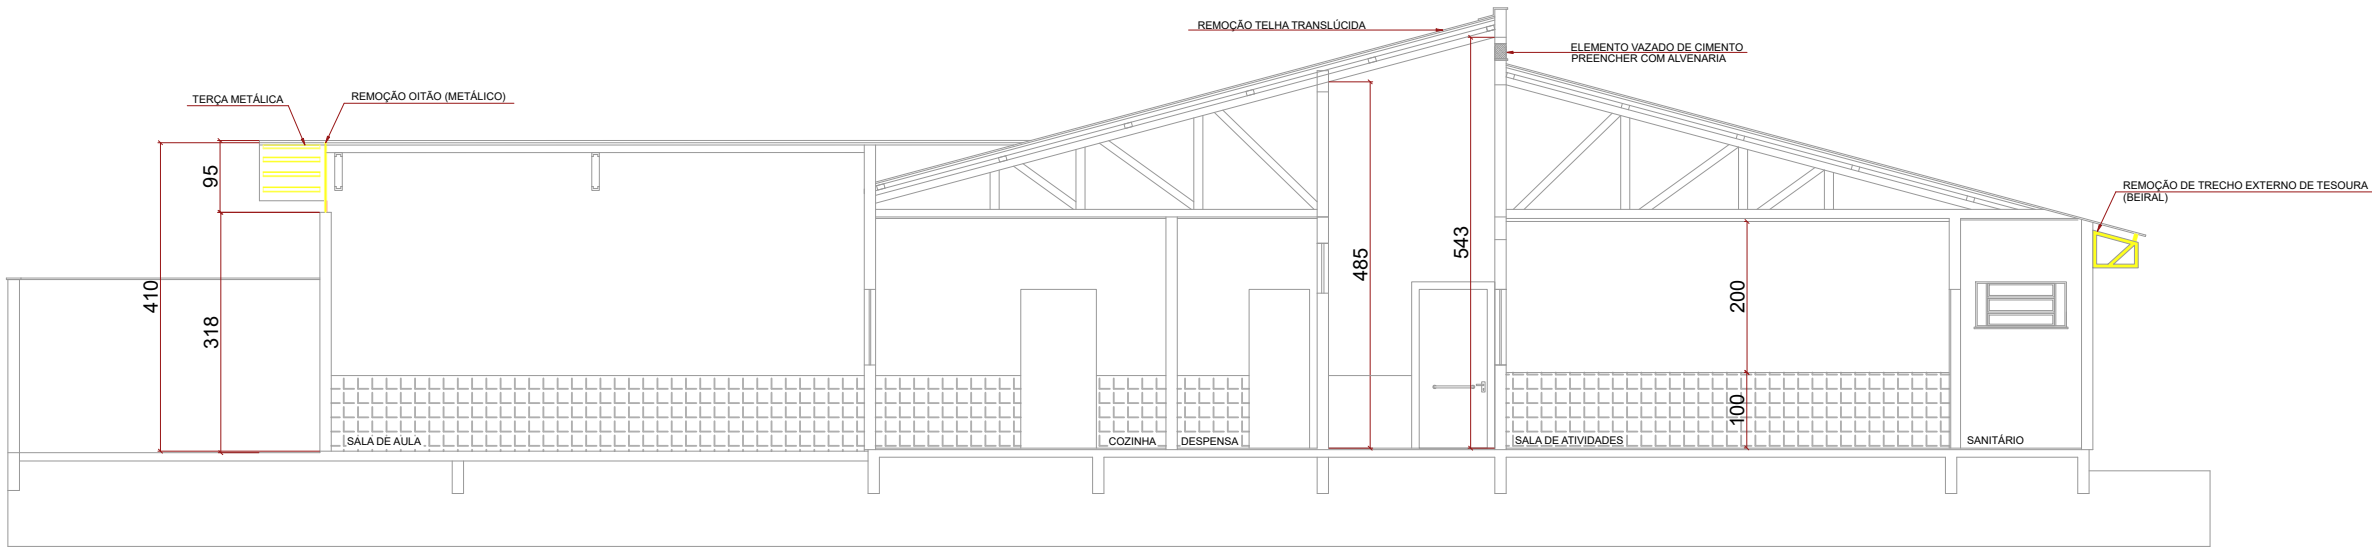 REMOÇÃO TELHA TRANSLÚCIDA
ELEMENTO VAZADO DE CIMENTO
PREENCHER COM ALVENARIA
TERÇA METÁLICA
REMOÇÃO OITÃO (METÁLICO)
95
410
318
485
543
200
100
REMOÇÃO DE TRECHO EXTERNO DE TESOURA
(BEIRAL)
SALA DE AULA
COZINHA
DESPENSA
SALA DE ATIVIDADES
SANITÁRIO